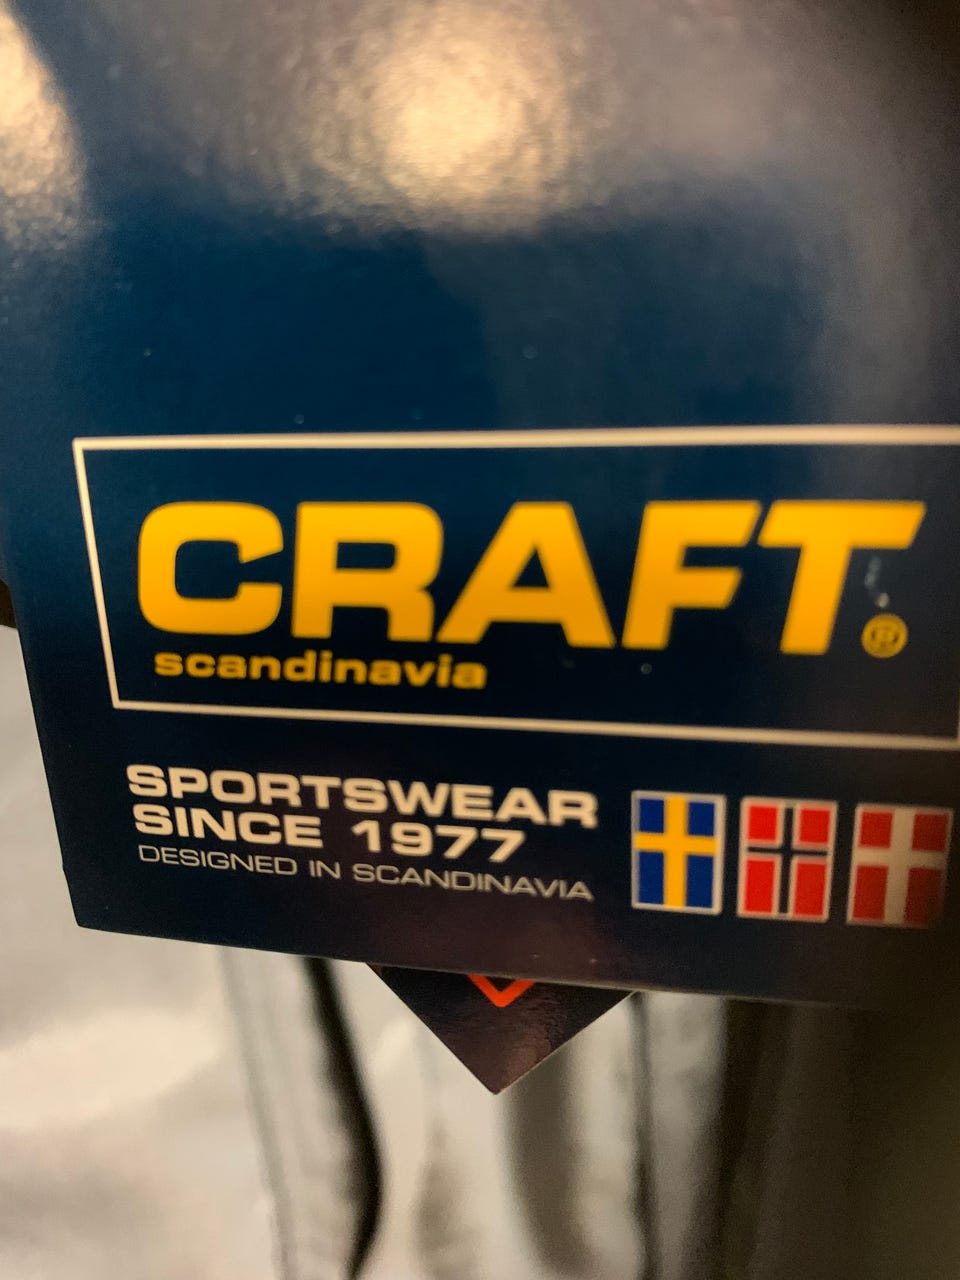 CRAFT®
scandinavia
SPORTSWEAR
SINCE 1977
DESIGNED IN SCANDINAVIA